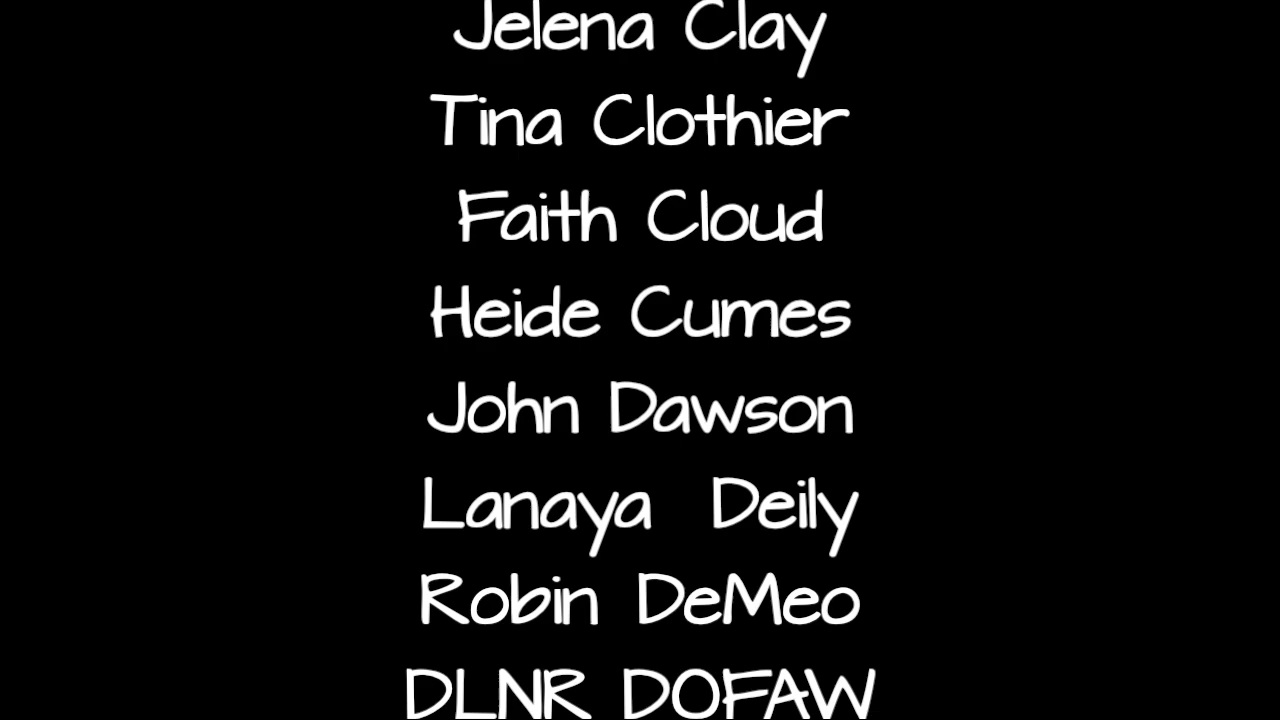 Jelena Clay
Tina Clothier
Faith Cloud
Heide Cumes
John Dawson
Lanaya  Deily
Robin DeMeo
DLNR DOFAW